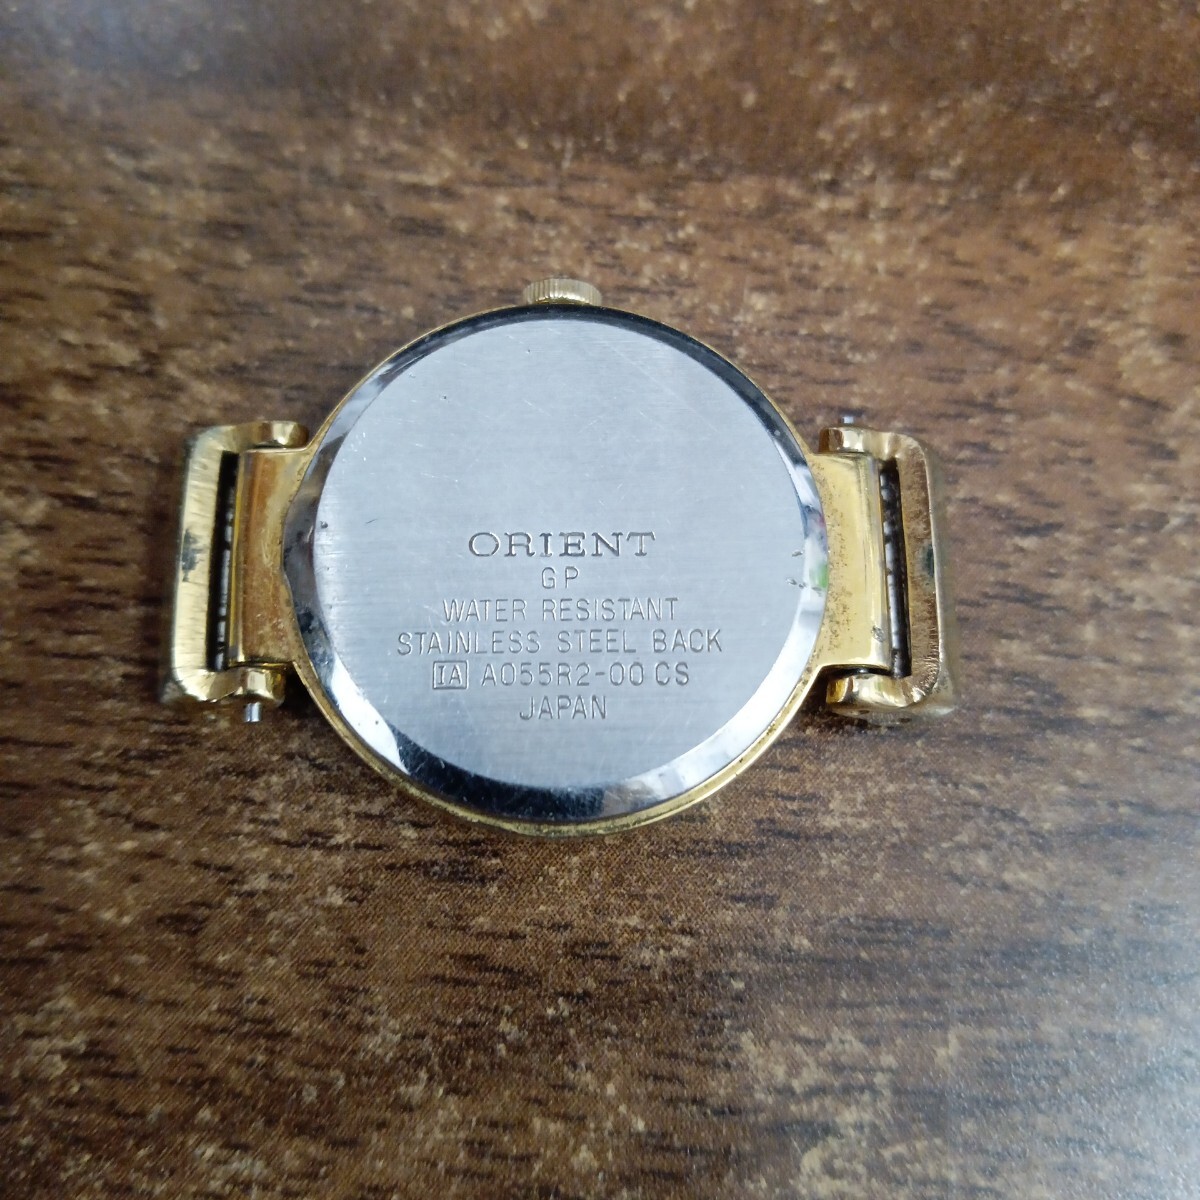 ORIENT
GP
WATER RESISTANT
STAINLESS STEEL BACK
IA A055R2-00 CS
JAPAN